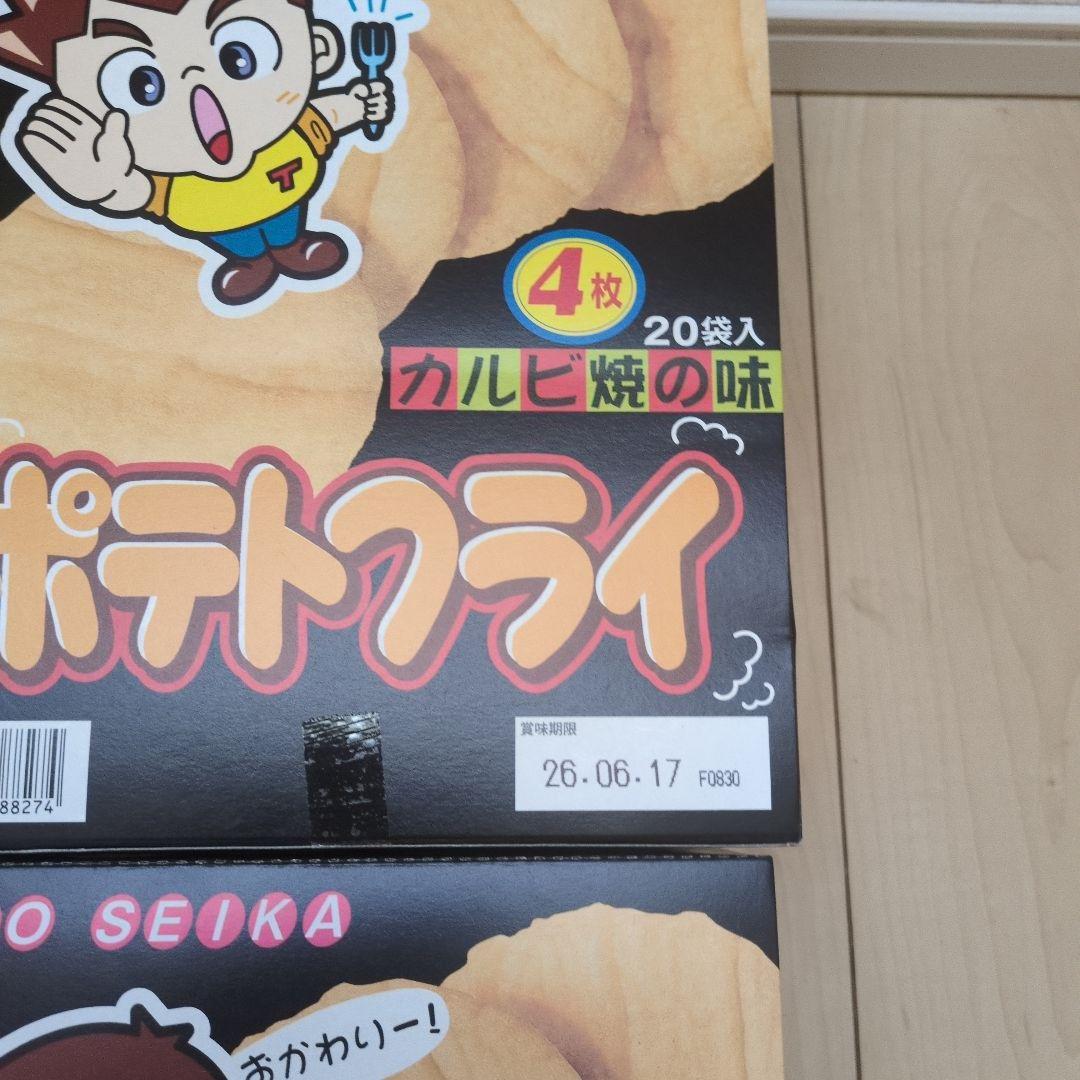 T
4枚
20袋入
カルビ焼の味
ポテトフライ
賞味期限
26.06.17 F0830
88274
O SEIKA
おかわりー!